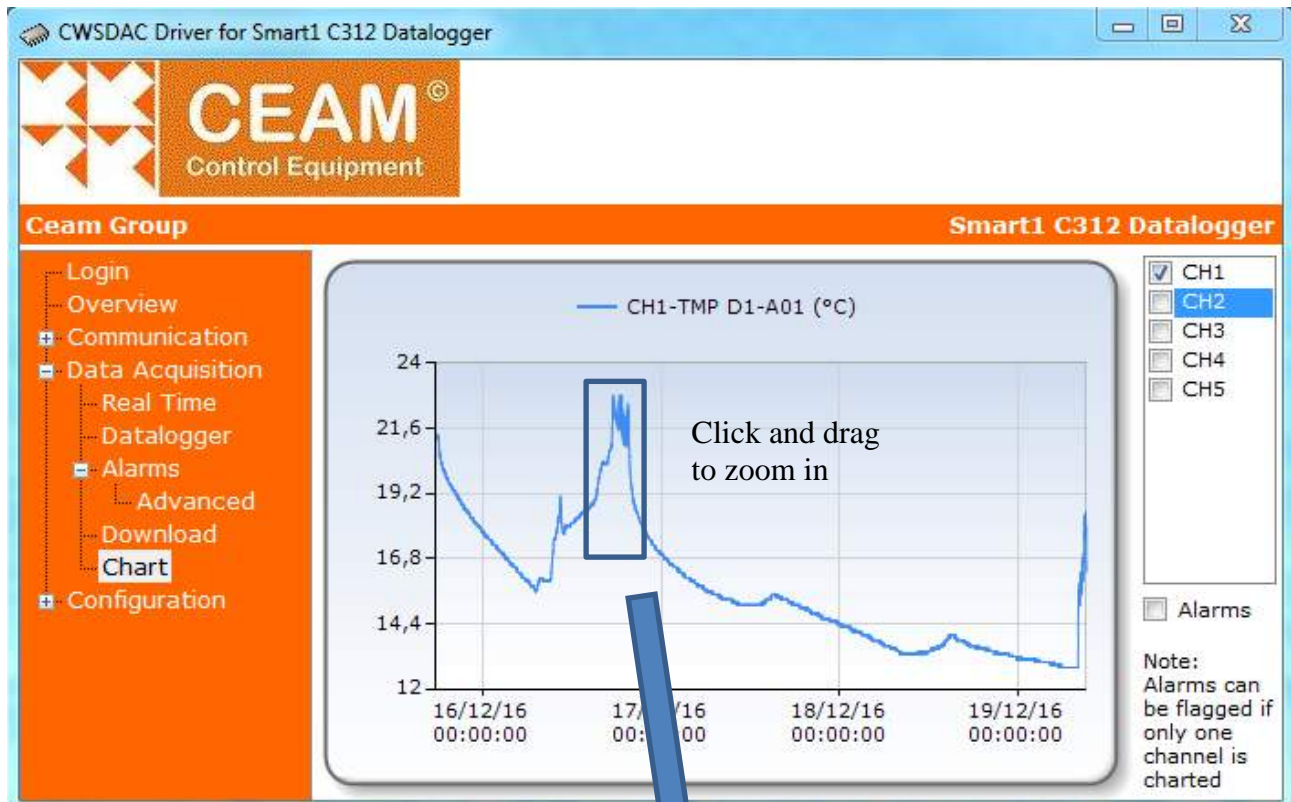 CWSDAC Driver for Smart1 C312 Datalogger
CEAM©
Control Equipment
Ceam Group
Smart1 C312 Datalogger
Login
Overview
Communication
Data Acquisition
Real Time
Datalogger
Alarms
Advanced
Download
Chart
Configuration
CH1-TMP D1-A01 (°C)
24
21,6
19,2
16,8
14,4
12
Click and drag
to zoom in
16/12/16
00:00:00
17/ /16
00: :00
18/12/16
00:00:00
19/12/16
00:00:00
CH1
CH2
CH3
CH4
CH5
Alarms
Note:
Alarms can
be flagged if
only one
channel is
charted